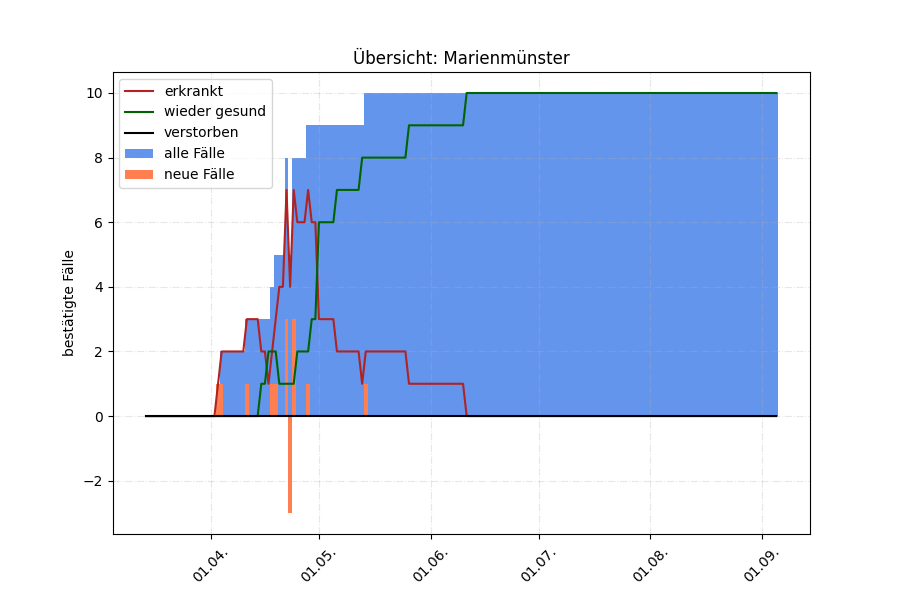 Übersicht: Marienmünster
erkrankt
wieder gesund
verstorben
alle Fälle
neue Fälle
bestätigte Fälle
10
8
6
4
2
0
−2
01.04.
01.05.
01.06.
01.07.
01.08.
01.09.